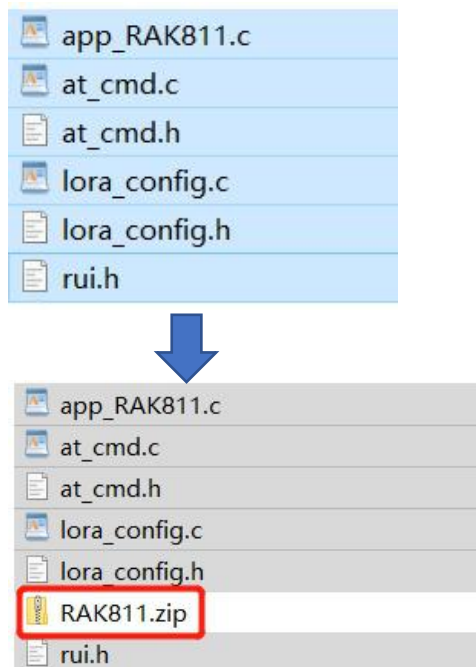 app_RAK811.c
at_cmd.c
at_cmd.h
lora_config.c
lora_config.h
rui.h
app_RAK811.c
at_cmd.c
at_cmd.h
lora_config.c
lora_config.h
RAK811.zip
rui.h